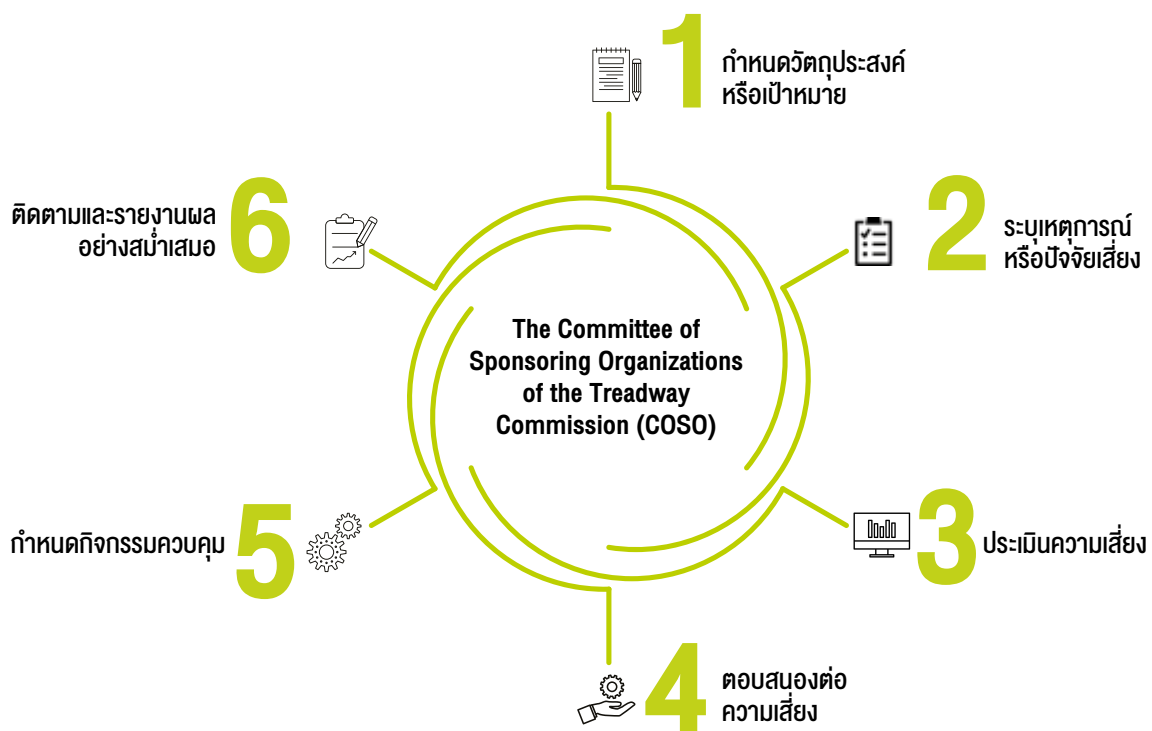 1
กำหนดวัตถุประสงค์
หรือเป้าหมาย
2
ระบุเหตุการณ์
หรือปัจจัยเสี่ยง
3
ประเมินความเสี่ยง
4
ตอบสนองต่อ
ความเสี่ยง
5
กำหนดกิจกรรมควบคุม
6
ติดตามและรายงานผล
อย่างสม่ำเสมอ
The Committee of
Sponsoring Organizations
of the Treadway
Commission (COSO)